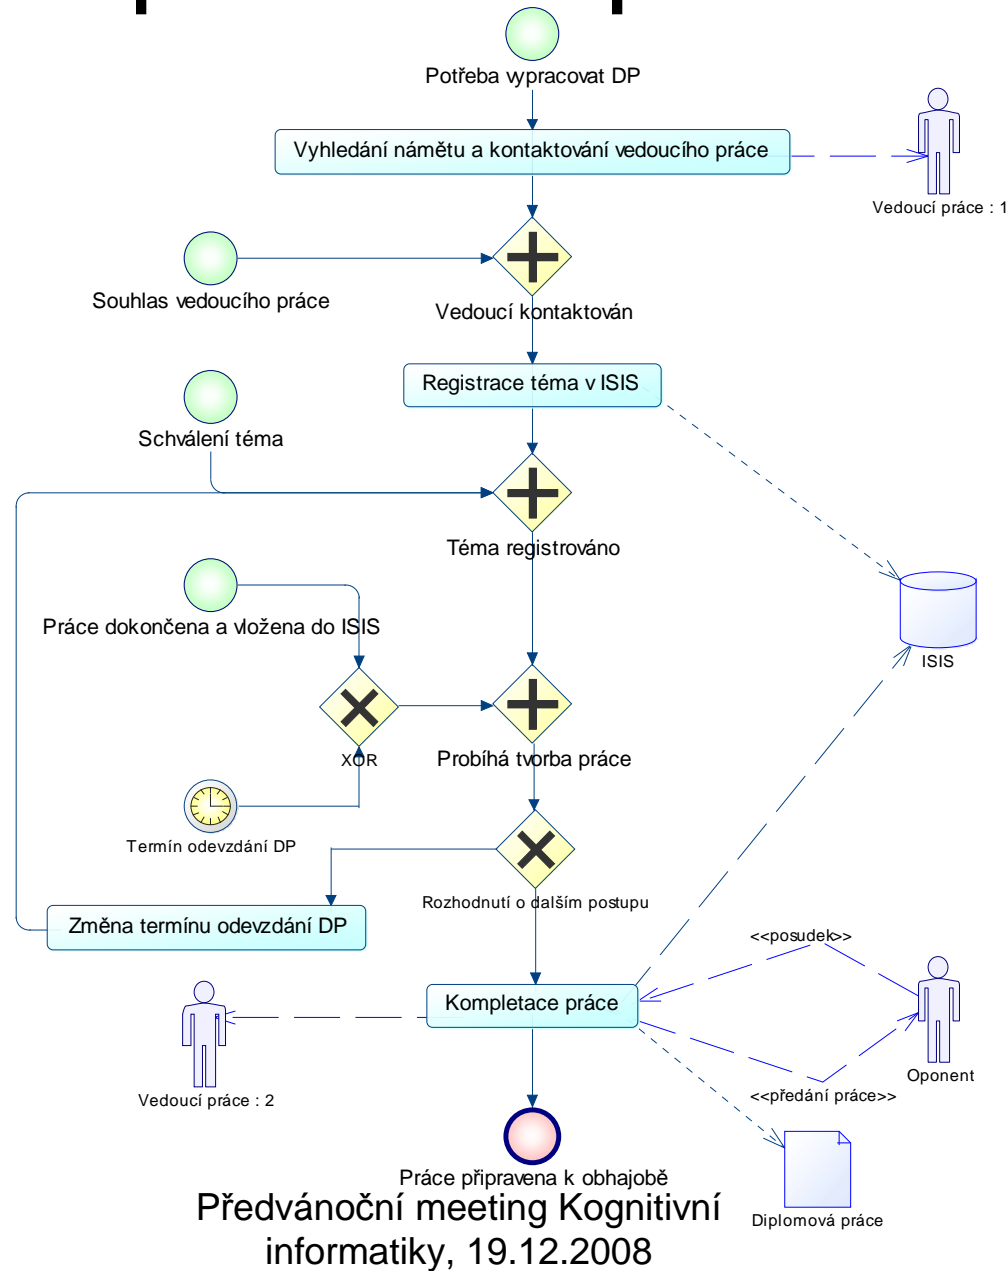 Potřeba vypracovat DP
Vyhledání námětu a kontaktování vedoucího práce
Vedoucí práce : 1
Souhlas vedoucího práce
Vedoucí kontaktován
Registrace téma v ISIS
Schválení téma
Téma registrováno
Práce dokončena a vložena do ISIS
ISIS
XOR
Probíhá tvorba práce
Termín odevzdání DP
Rozhodnutí o dalším postupu
Změna termínu odevzdání DP
<<posudek>>
Kompletace práce
Oponent
Vedoucí práce : 2
<<předání práce>>
Práce připravena k obhajobě
Diplomová práce
Předvánoční meeting Kognitivní
informatiky, 19.12.2008